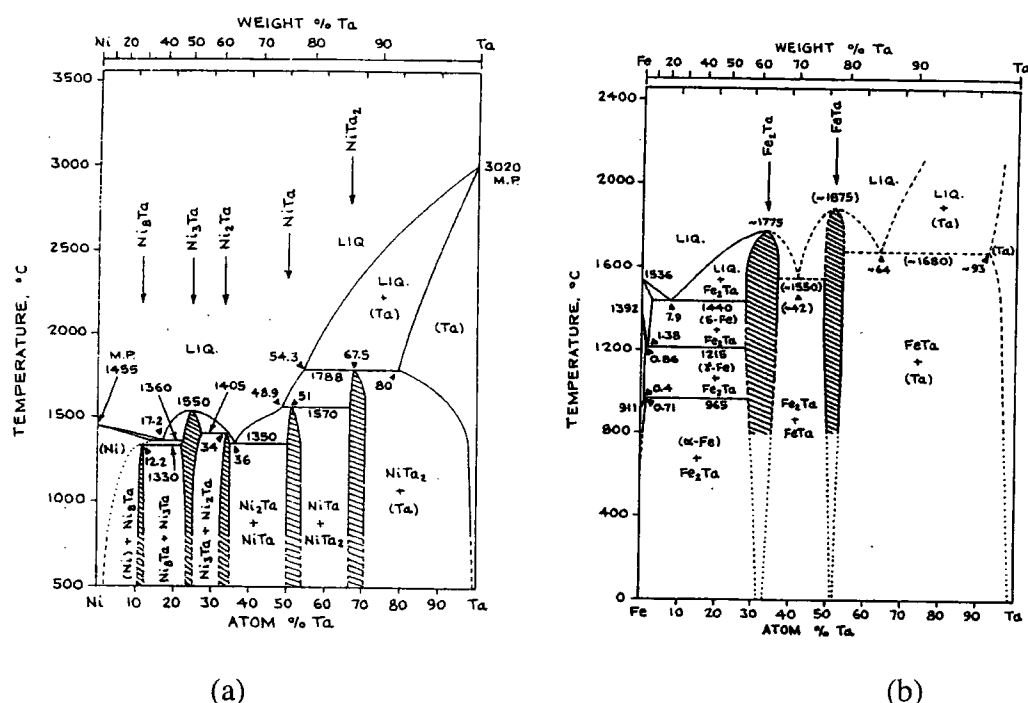 WEIGHT % Ta
Ni 20 40 50 60 70 80 90 Ta
3500
3000
2500
2000
1500
1000
500
TEMPERATURE, °C
Ni₈Ta
Ni₃Ta
Ni₂Ta
NiTa
NiTa₂
3020
M.P.
LIQ
LIQ.
+
(Ta)
(Ta)
LIQ.
M.P.
1455
1360
1550
1405
54.3
67.5
1788
80
48.9
51
1570
17.2
(Ni)
12.2
1330
34
36
1350
(Ni) + Ni₈Ta
Ni₈Ta + Ni₃Ta
Ni₃Ta + Ni₂Ta
Ni₂Ta
+
NiTa
NiTa
+
NiTa₂
NiTa₂
+
(Ta)
Ni 10 20 30 40 50 60 70 80 90 Ta
ATOM % Ta
(a)
WEIGHT % Ta
Fe 20 40 50 60 70 80 90 Ta
2400
2000
1600
1200
800
400
0
TEMPERATURE, °C
Fe₂Ta
FeTa
LIQ.
LIQ.
+
(Ta)
(~1875)
~1775
LIQ.
LIQ.
+
Fe₂Ta
1536
1392
911
7.9
1440
(δ-Fe)
+
Fe₂Ta
1.38
0.86
1215
(γ-Fe)
+
Fe₂Ta
0.4
0.71
965
(α-Fe)
+
Fe₂Ta
(~1550)
(~42)
~64
(~1680)
~93
(Ta)
Fe₂Ta
+
FeTa
FeTa
+
(Ta)
Fe 10 20 30 40 50 60 70 80 90 Ta
ATOM % Ta
(b)